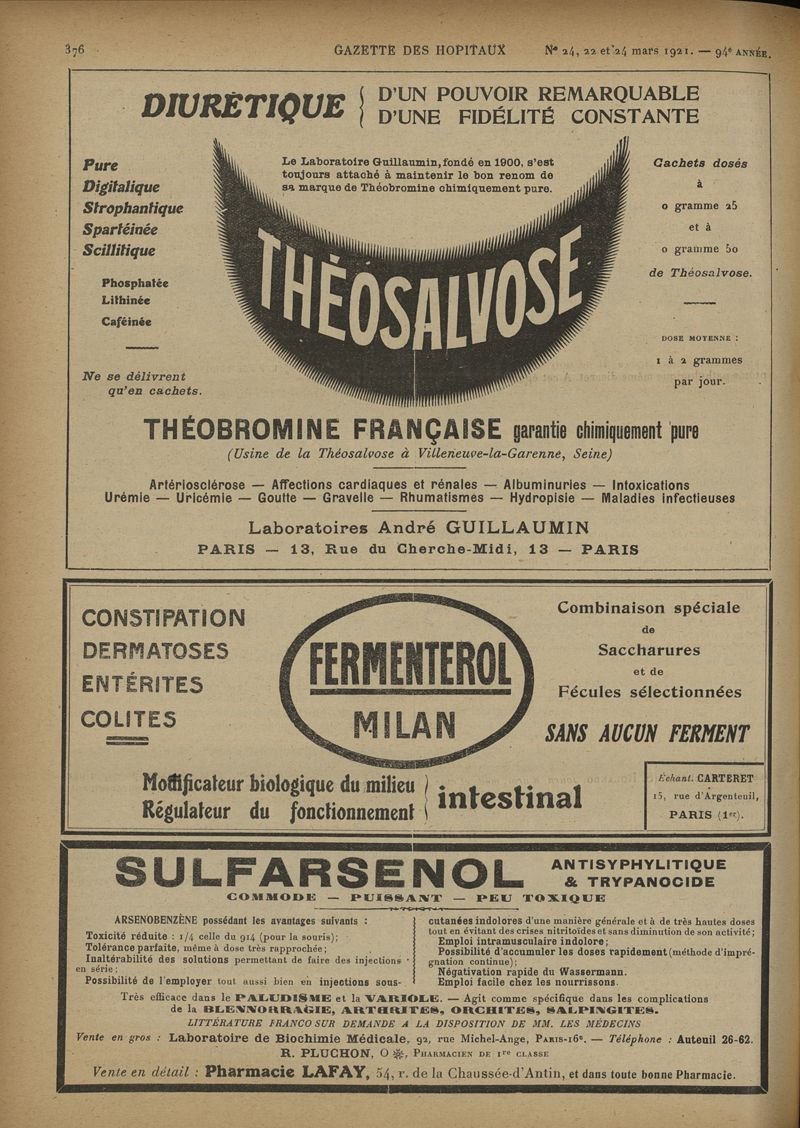 376
GAZETTE DES HOPITAUX
Nº 24, 22 et 24 mars 1921. — 94e ANNÉE.
DIURÉTIQUE
D'UN POUVOIR REMARQUABLE
D'UNE FIDÉLITÉ CONSTANTE
Pure
Digitalique
Strophantique
Spartéinée
Scillitique
Phosphatée
Lithinée
Caféinée
Ne se délivrent
qu'en cachets.
Le Laboratoire Guillaumin, fondé en 1900, s'est
toujours attaché à maintenir le bon renom de
sa marque de Théobromine chimiquement pure.
THÉOSALVOSE
Cachets dosés
à
0 gramme 25
et à
0 gramme 50
de Théosalvose.
DOSE MOYENNE :
1 à 2 grammes
par jour.
THÉOBROMINE FRANÇAISE garantie chimiquement pure
(Usine de la Théosalvose à Villeneuve-la-Garenne, Seine)
Artériosclérose — Affections cardiaques et rénales — Albuminuries — Intoxications
Urémie — Uricémie — Goutte — Gravelle — Rhumatismes — Hydropisie — Maladies infectieuses
Laboratoires André GUILLAUMIN
PARIS — 13, Rue du Cherche-Midi, 13 — PARIS
CONSTIPATION
DERMATOSES
ENTÉRITES
COLITES
FERMENTEROL
MILAN
Combinaison spéciale
de
Saccharures
et de
Fécules sélectionnées
SANS AUCUN FERMENT
Modificateur biologique du milieu
Régulateur du fonctionnement
intestinal
Échant. CARTERET
15, rue d'Argenteuil,
PARIS (1er).
SULFARSENOL
ANTISYPHYLITIQUE
& TRYPANOCIDE
COMMODE — PUISSANT — PEU TOXIQUE
ARSENOBENZÈNE possédant les avantages suivants :
Toxicité réduite : 1/4 celle du 914 (pour la souris);
Tolérance parfaite, même à dose très rapprochée;
Inaltérabilité des solutions permettant de faire des injections
en série;
Possibilité de l'employer tout aussi bien en injections sous-
cutanées indolores d'une manière générale et à de très hautes doses
tout en évitant des crises nitritoïdes et sans diminution de son activité;
Emploi intramusculaire indolore;
Possibilité d'accumuler les doses rapidement (méthode d'impré-
gnation continue);
Négativation rapide du Wassermann.
Emploi facile chez les nourrissons.
Très efficace dans le PALUDISME et la VARIOLE. — Agit comme spécifique dans les complications
de la BLENNORRAGIE, ARTHRITES, ORCHITES, SALPINGITES.
LITTÉRATURE FRANCO SUR DEMANDE A LA DISPOSITION DE MM. LES MÉDECINS
Vente en gros : Laboratoire de Biochimie Médicale, 92, rue Michel-Ange, PARIS-16e. — Téléphone : Auteuil 26-62.
R. PLUCHON, O ※, PHARMACIEN DE 1re CLASSE
Vente en détail : Pharmacie LAFAY, 54, r. de la Chaussée-d'Antin, et dans toute bonne Pharmacie.